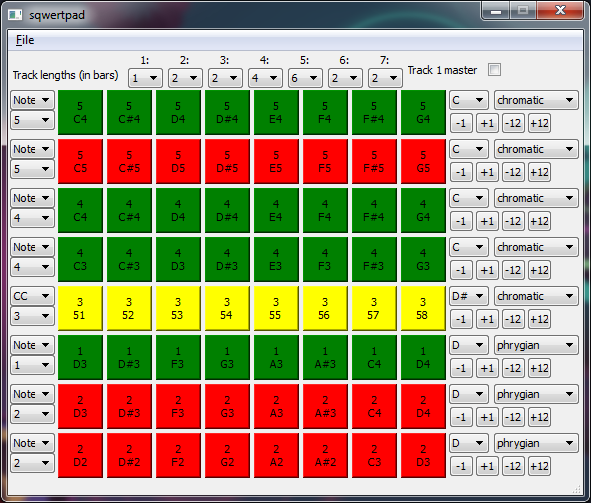 sqwertpad
File
1: 2: 3: 4: 5: 6: 7:
Track lengths (in bars) 1 2 2 4 6 2 2 Track 1 master
Note 5 5 5 5 5 5 5 5 C chromatic
5 C4 C#4 D4 D#4 E4 F4 F#4 G4 -1 +1 -12 +12
Note 5 5 5 5 5 5 5 5 C chromatic
5 C5 C#5 D5 D#5 E5 F5 F#5 G5 -1 +1 -12 +12
Note 4 4 4 4 4 4 4 4 C chromatic
4 C4 C#4 D4 D#4 E4 F4 F#4 G4 -1 +1 -12 +12
Note 4 4 4 4 4 4 4 4 C chromatic
4 C3 C#3 D3 D#3 E3 F3 F#3 G3 -1 +1 -12 +12
CC 3 3 3 3 3 3 3 3 D# chromatic
3 51 52 53 54 55 56 57 58 -1 +1 -12 +12
Note 1 1 1 1 1 1 1 1 D phrygian
1 D3 D#3 F3 G3 A3 A#3 C4 D4 -1 +1 -12 +12
Note 2 2 2 2 2 2 2 2 D phrygian
2 D3 D#3 F3 G3 A3 A#3 C4 D4 -1 +1 -12 +12
Note 2 2 2 2 2 2 2 2 D phrygian
2 D2 D#2 F2 G2 A2 A#2 C3 D3 -1 +1 -12 +12